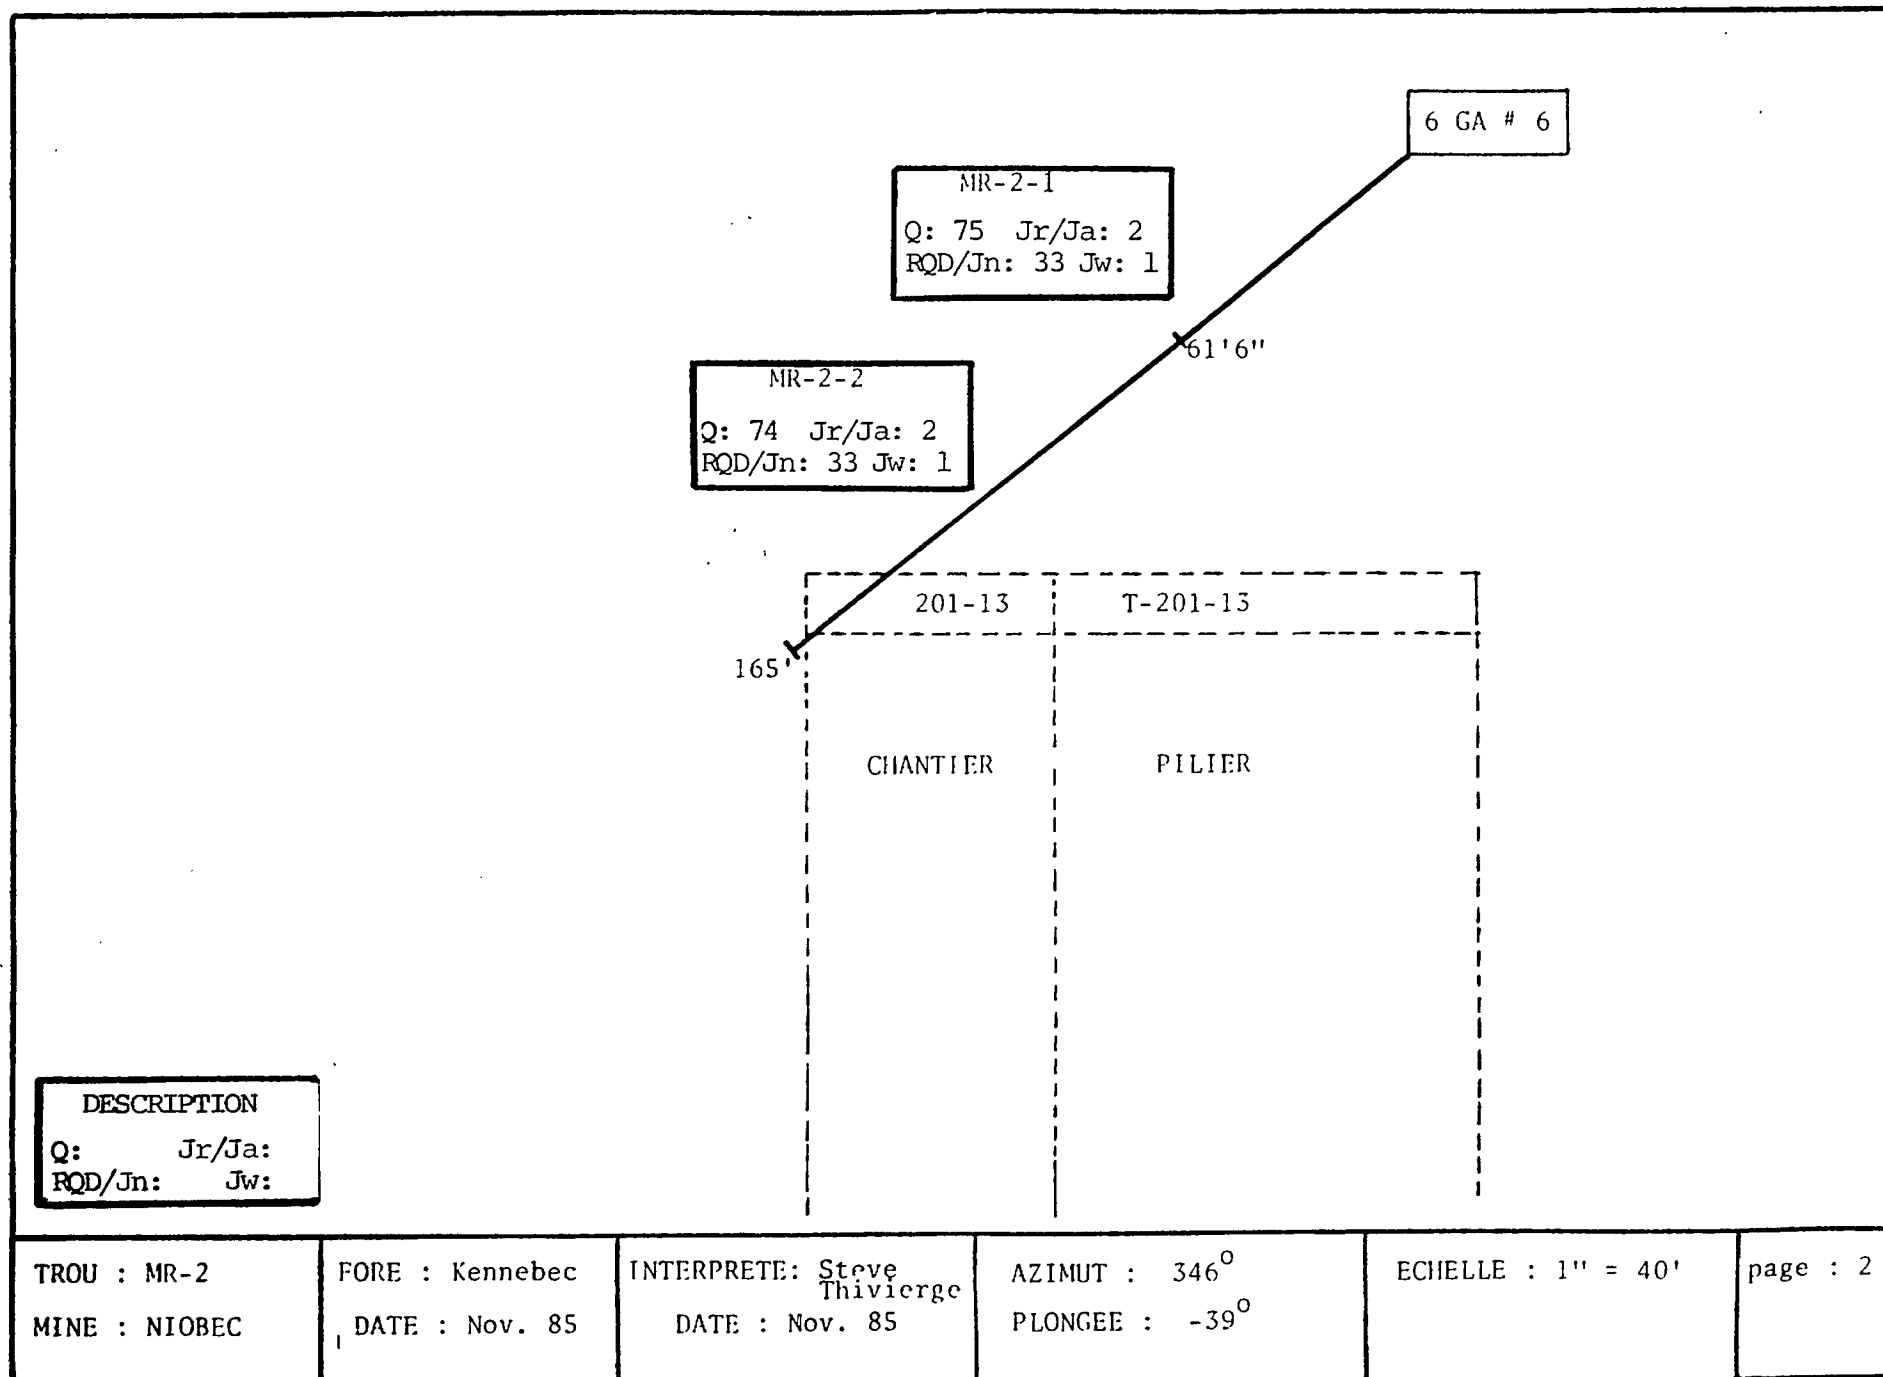 6 GA # 6
MR-2-1
Q: 75 Jr/Ja: 2
RQD/Jn: 33 Jw: 1
61'6"
MR-2-2
Q: 74 Jr/Ja: 2
RQD/Jn: 33 Jw: 1
201-13
T-201-13
165'
CHANTIER
PILIER
DESCRIPTION
Q: Jr/Ja:
RQD/Jn: Jw:
TROU : MR-2
MINE : NIOBEC
FORE : Kennebec
DATE : Nov. 85
INTERPRETE: Steve
Thivierge
DATE : Nov. 85
AZIMUT : 346°
PLONGEE : -39°
ECHELLE : 1" = 40'
page : 2